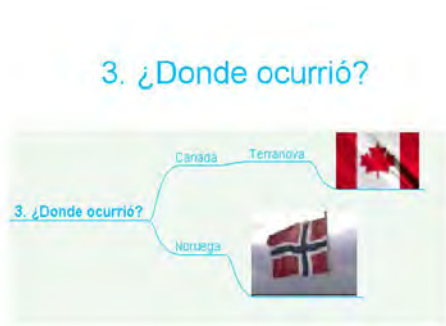 3. ¿Donde ocurrió?
Canadá
Terranova
3. ¿Donde ocurrió?
Noruega